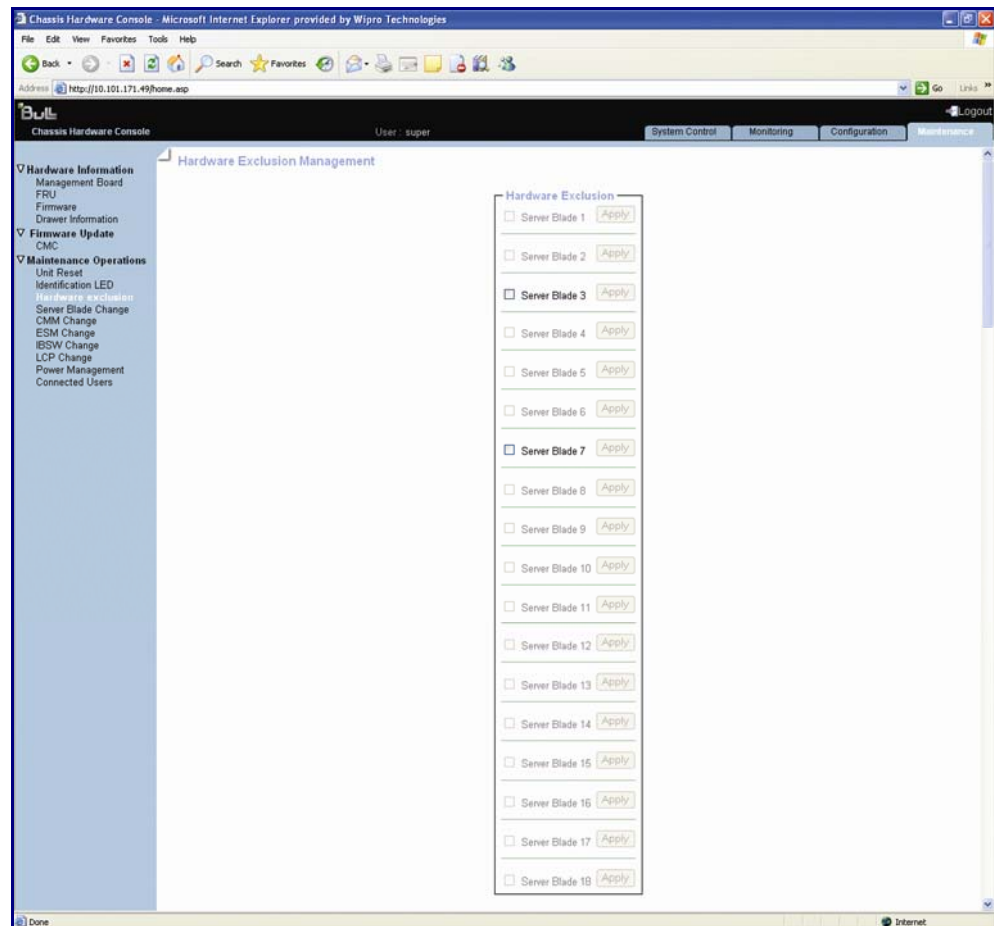 Chassis Hardware Console - Microsoft Internet Explorer provided by Wipro Technologies
File Edit View Favorites Tools Help
Back Search Favorites
Address http://10.101.171.49/home.asp Go Links »
Bull Logout
Chassis Hardware Console User : super System Control Monitoring Configuration Maintenance
Hardware Exclusion Management
Hardware Information
Management Board
FRU
Firmware
Drawer Information
Firmware Update
CMC
Maintenance Operations
Unit Reset
Identification LED
Hardware exclusion
Server Blade Change
CMM Change
ESM Change
IBSW Change
LCP Change
Power Management
Connected Users
Hardware Exclusion
Server Blade 1 Apply
Server Blade 2 Apply
Server Blade 3 Apply
Server Blade 4 Apply
Server Blade 5 Apply
Server Blade 6 Apply
Server Blade 7 Apply
Server Blade 8 Apply
Server Blade 9 Apply
Server Blade 10 Apply
Server Blade 11 Apply
Server Blade 12 Apply
Server Blade 13 Apply
Server Blade 14 Apply
Server Blade 15 Apply
Server Blade 16 Apply
Server Blade 17 Apply
Server Blade 18 Apply
Done Internet